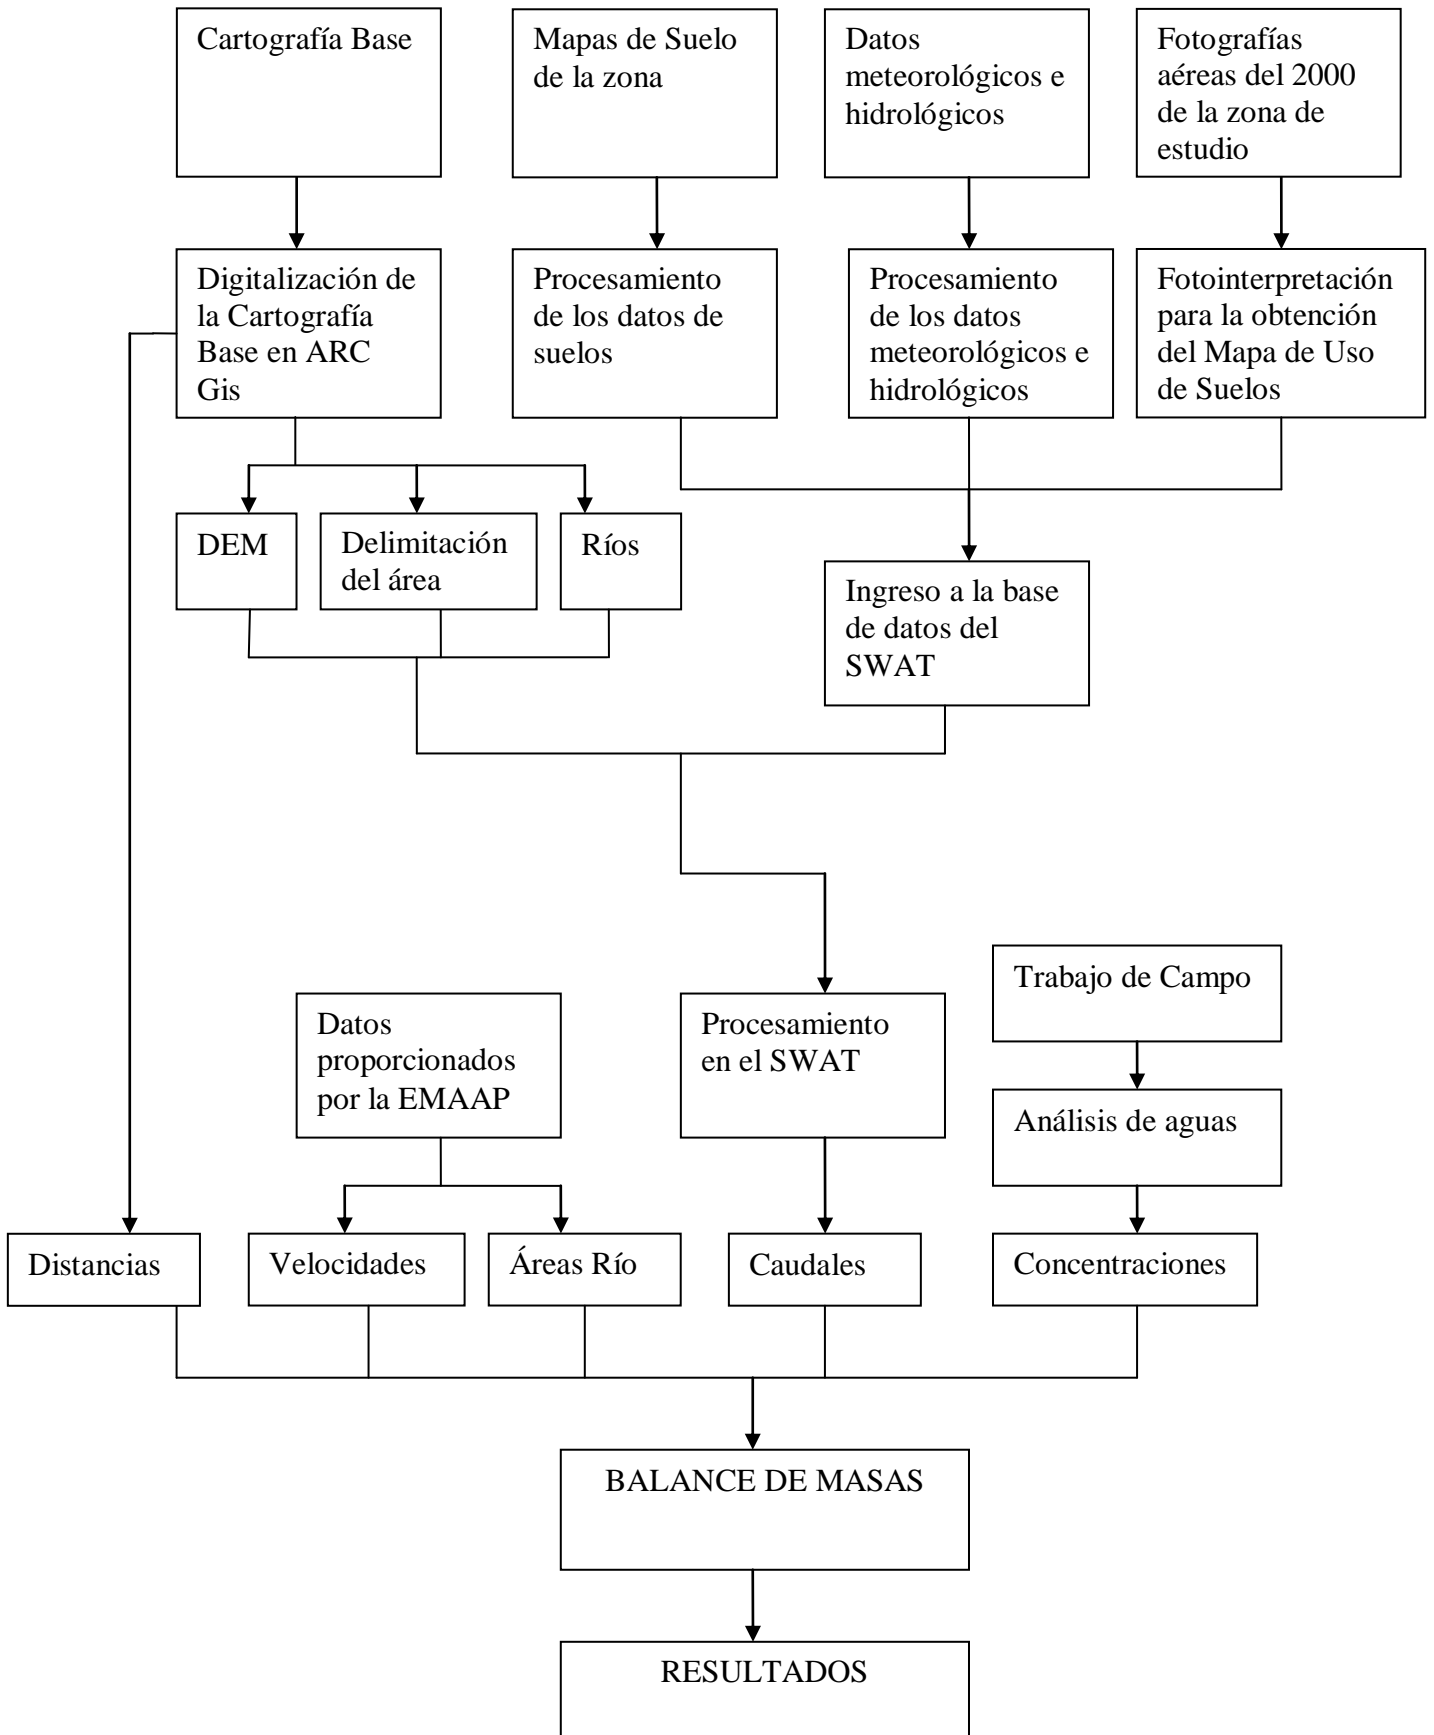 Cartografía Base
Mapas de Suelo
de la zona
Datos
meteorológicos e
hidrológicos
Fotografías
aéreas del 2000
de la zona de
estudio
Digitalización de
la Cartografía
Base en ARC
Gis
Procesamiento
de los datos de
suelos
Procesamiento
de los datos
meteorológicos e
hidrológicos
Fotointerpretación
para la obtención
del Mapa de Uso
de Suelos
DEM
Delimitación
del área
Ríos
Ingreso a la base
de datos del
SWAT
Datos
proporcionados
por la EMAAP
Procesamiento
en el SWAT
Trabajo de Campo
Análisis de aguas
Distancias
Velocidades
Áreas Río
Caudales
Concentraciones
BALANCE DE MASAS
RESULTADOS